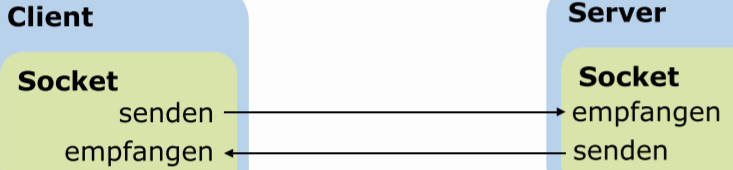 Client
Socket
senden
empfangen
Server
Socket
empfangen
senden